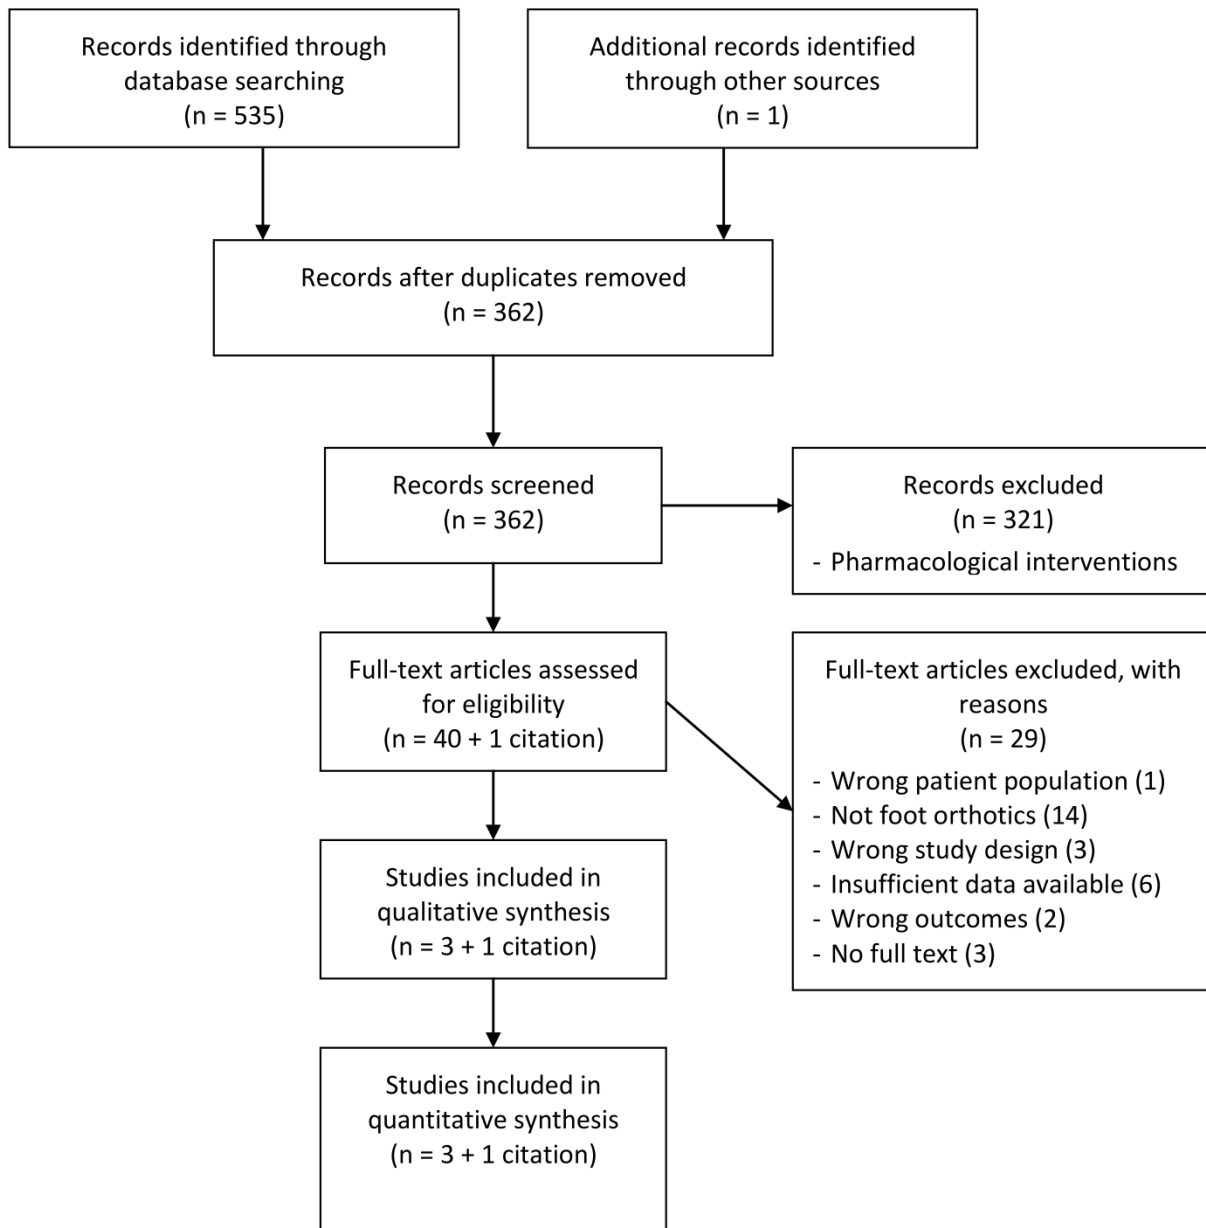 Records identified through
database searching
(n = 535)
Additional records identified
through other sources
(n = 1)
Records after duplicates removed
(n = 362)
Records screened
(n = 362)
Records excluded
(n = 321)
- Pharmacological interventions
Full-text articles assessed
for eligibility
(n = 40 + 1 citation)
Full-text articles excluded, with
reasons
(n = 29)
- Wrong patient population (1)
- Not foot orthotics (14)
- Wrong study design (3)
- Insufficient data available (6)
- Wrong outcomes (2)
- No full text (3)
Studies included in
qualitative synthesis
(n = 3 + 1 citation)
Studies included in
quantitative synthesis
(n = 3 + 1 citation)